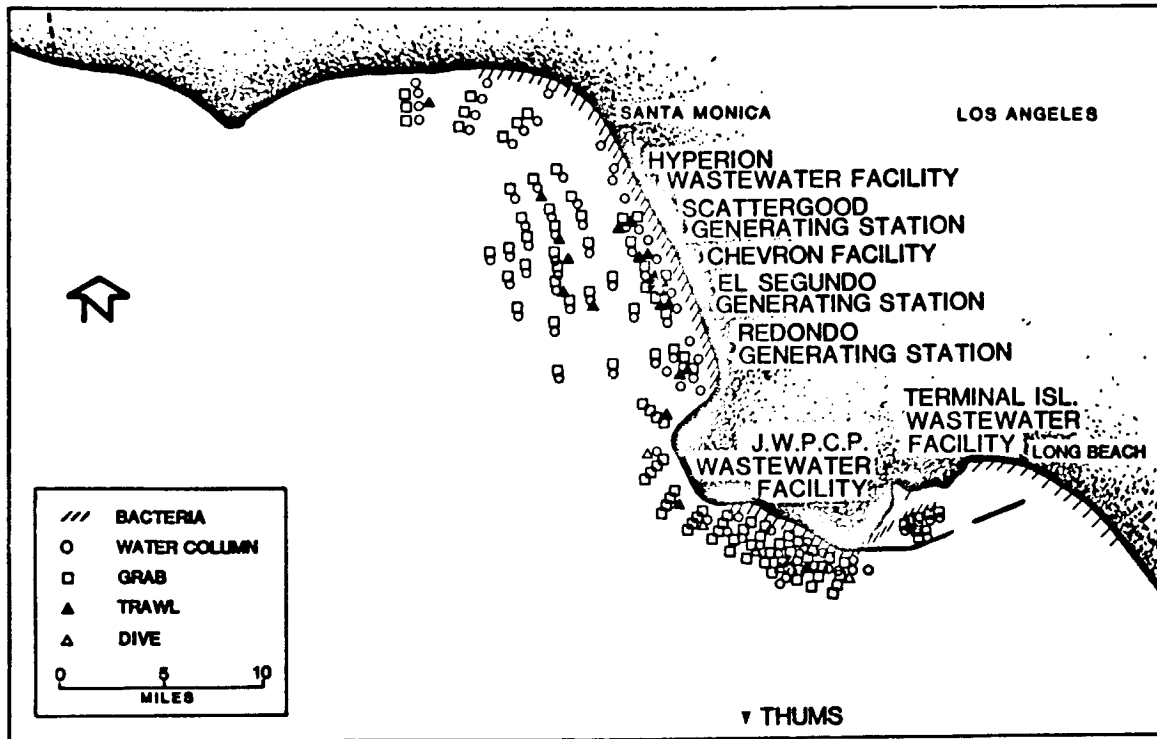 SANTA MONICA
LOS ANGELES
HYPERION
WASTEWATER FACILITY
SCATTERGOOD
GENERATING STATION
CHEVRON FACILITY
EL SEGUNDO
GENERATING STATION
REDONDO
GENERATING STATION
TERMINAL ISL.
WASTEWATER
FACILITY
LONG BEACH
J.W.P.C.P.
WASTEWATER
FACILITY
N
BACTERIA
WATER COLUMN
GRAB
TRAWL
DIVE
0 5 10
MILES
THUMS